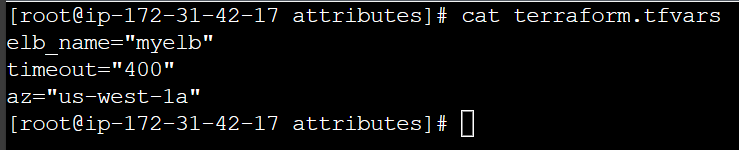 [root@ip-172-31-42-17 attributes]# cat terraform.tfvars
elb_name="myelb"
timeout="400"
az="us-west-1a"
[root@ip-172-31-42-17 attributes]#